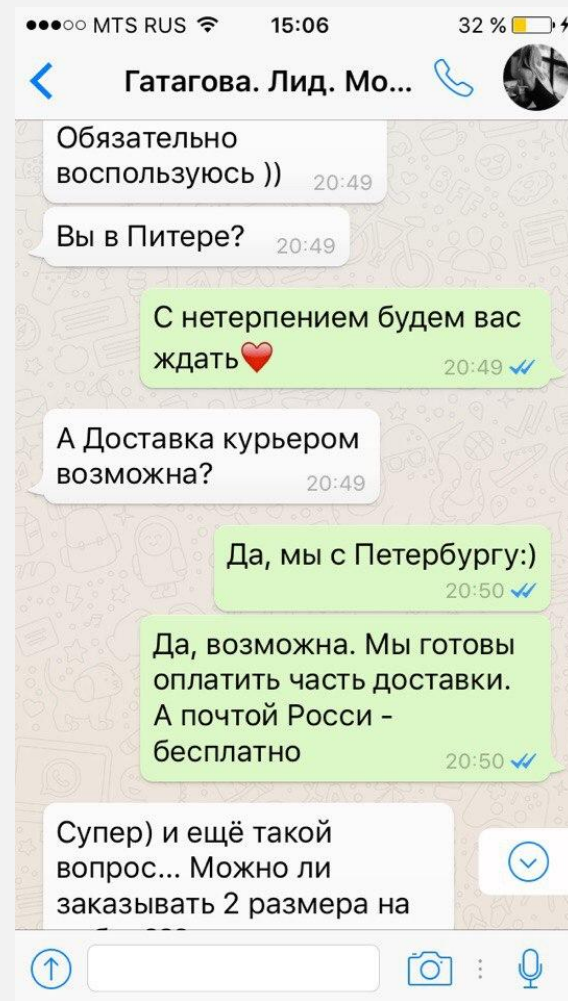 MTS RUS 15:06 32 %
Гатагова. Лид. Мо...
Обязательно
воспользуюсь )) 20:49
Вы в Питере? 20:49
С нетерпением будем вас
ждать❤️ 20:49
А Доставка курьером
возможна? 20:49
Да, мы с Петербургу:)
20:50
Да, возможна. Мы готовы
оплатить часть доставки.
А почтой Росси -
бесплатно 20:50
Супер) и ещё такой
вопрос... Можно ли
заказывать 2 размера на